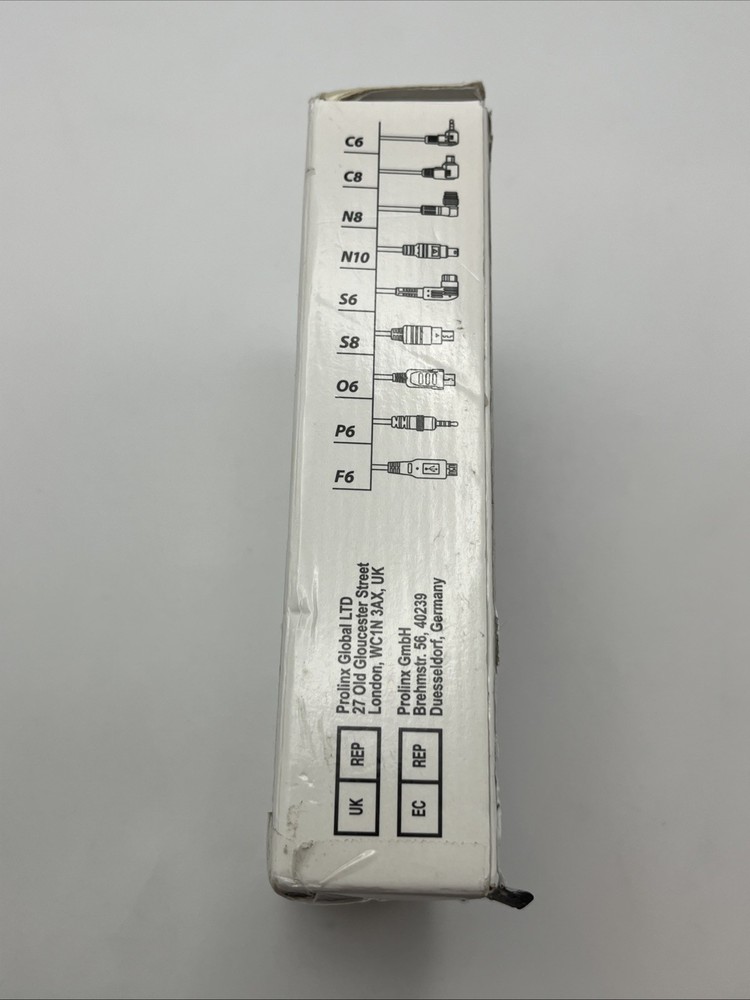 C6
C8
N8
N10
S6
S8
O6
P6
F6
UK REP
Prolinx Global LTD
27 Old Gloucester Street
London, WC1N 3AX, UK
EC REP
Prolinx GmbH
Brehmstr. 56, 40239
Duesseldorf, Germany